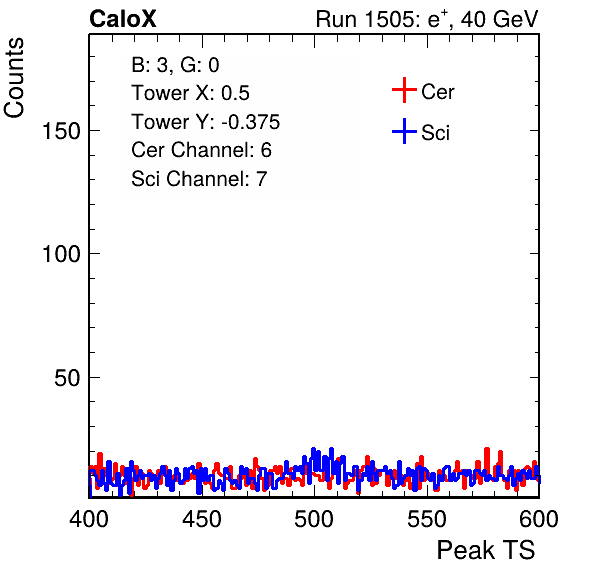 CaloX Run 1505: e⁺, 40 GeV
B: 3, G: 0
Tower X: 0.5
Tower Y: -0.375
Cer Channel: 6
Sci Channel: 7
Cer
Sci
Counts
150
100
50
400 450 500 550 600
Peak TS